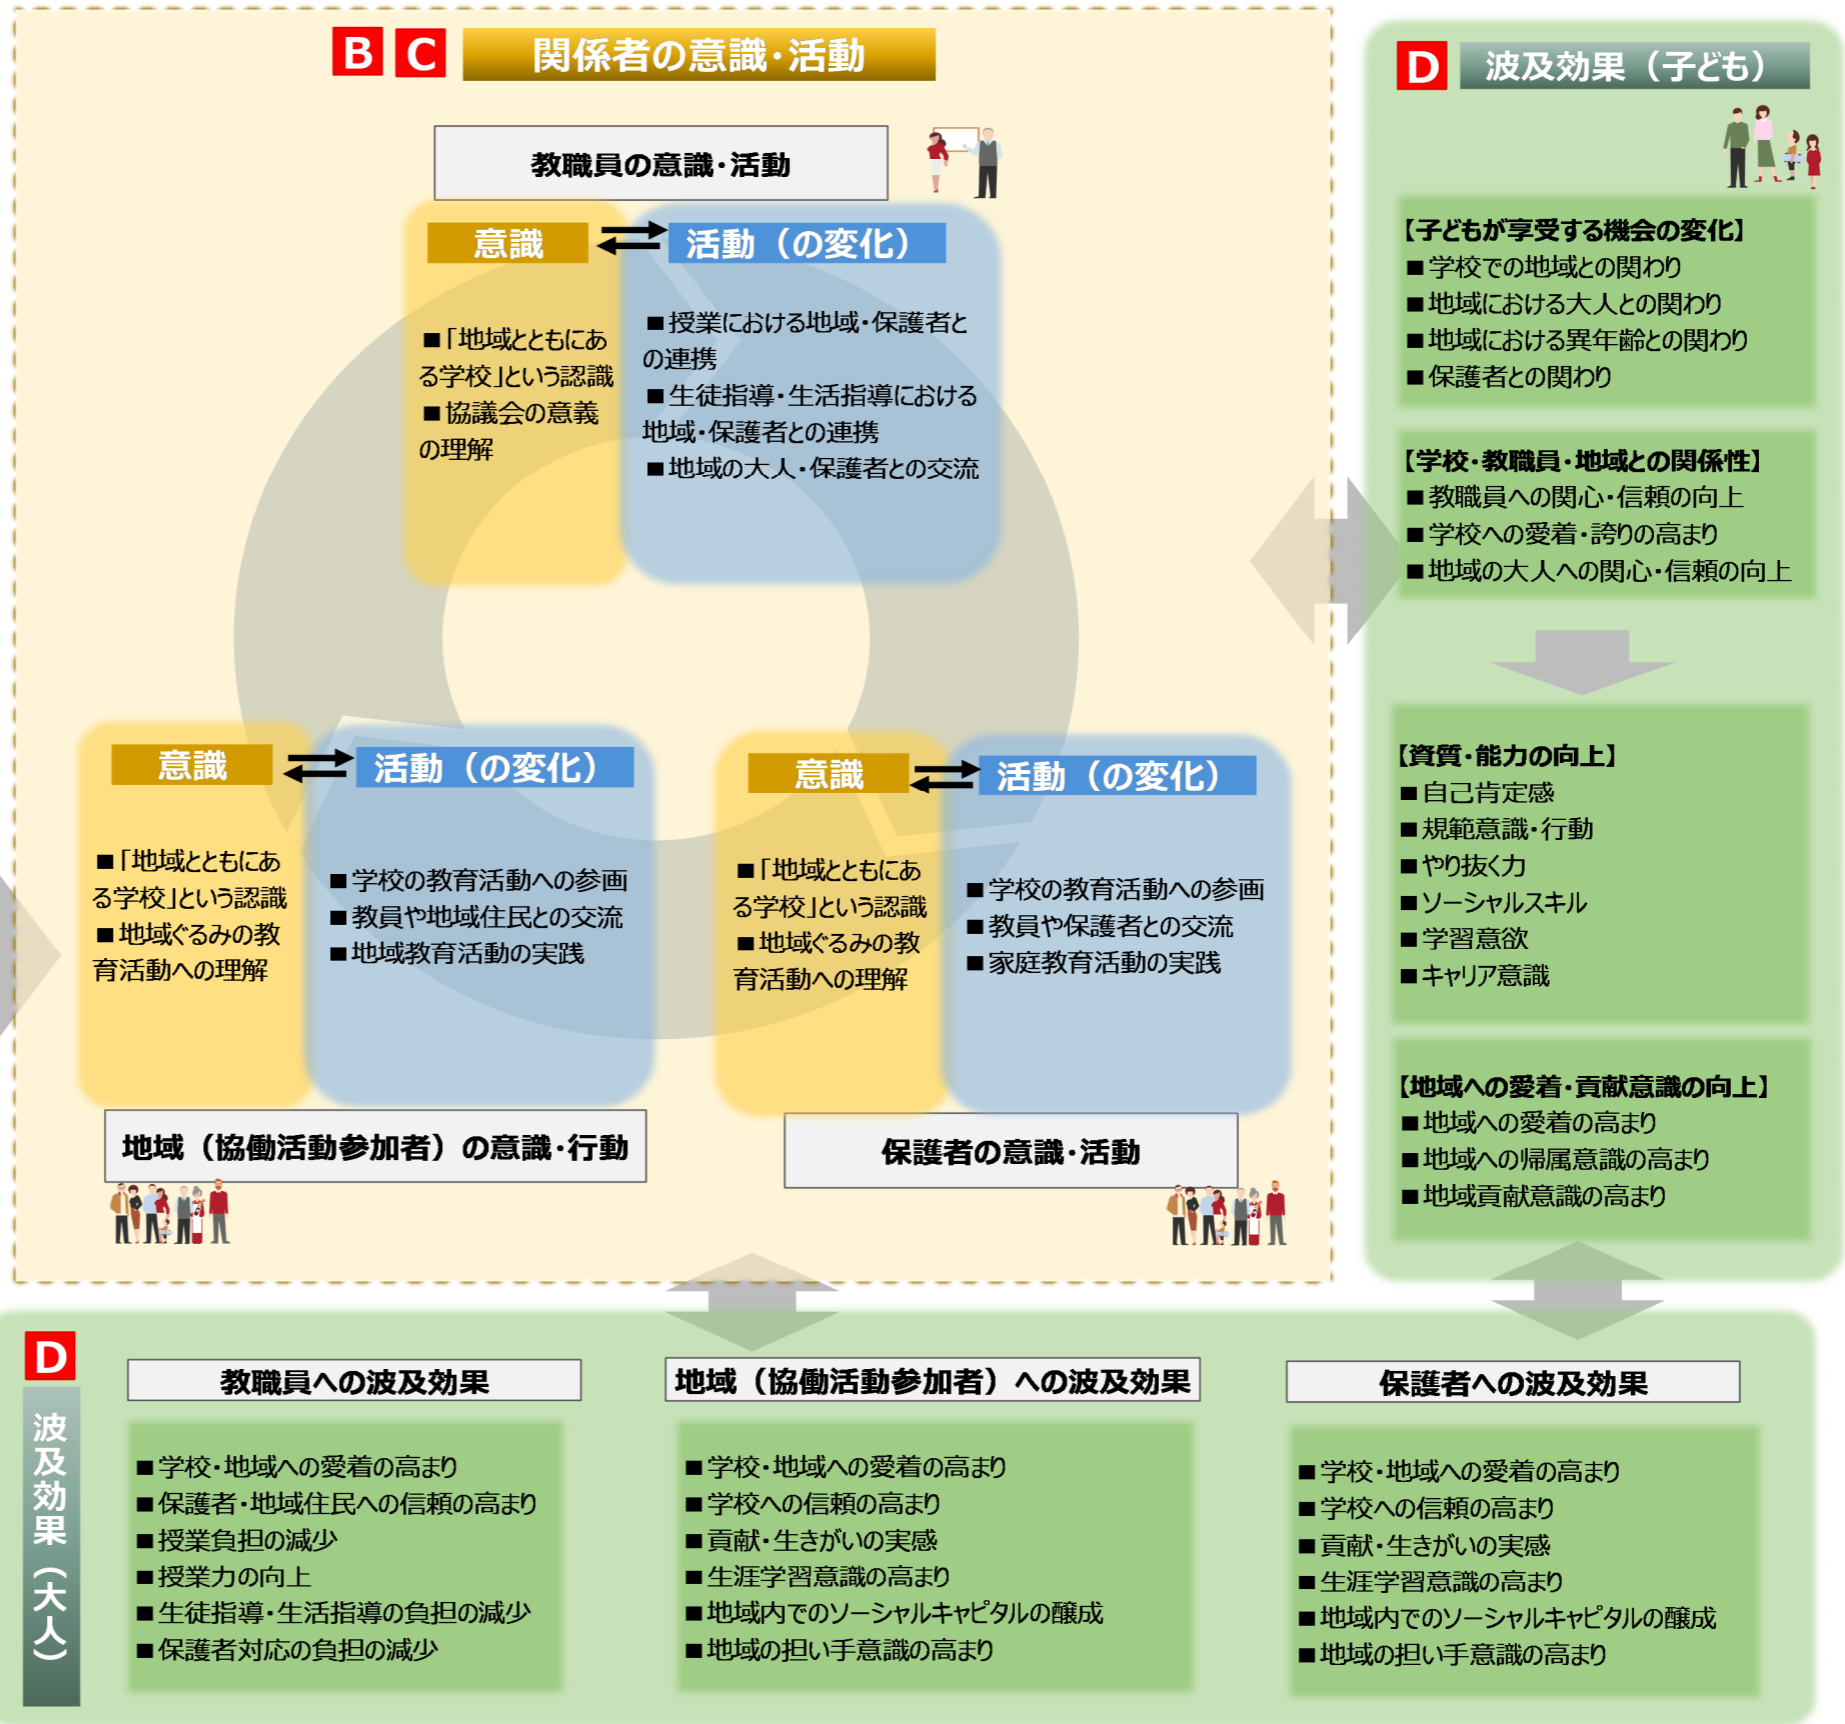 B C 関係者の意識・活動
教職員の意識・活動
意識
活動（の変化）
■「地域とともにあ
る学校」という認識
■協議会の意義
の理解
■授業における地域・保護者と
の連携
■生徒指導・生活指導における
地域・保護者との連携
■地域の大人・保護者との交流
意識
活動（の変化）
■「地域とともにあ
る学校」という認識
■地域ぐるみの教
育活動への理解
■学校の教育活動への参画
■教員や地域住民との交流
■地域教育活動の実践
地域（協働活動参加者）の意識・行動
意識
活動（の変化）
■「地域とともにあ
る学校」という認識
■地域ぐるみの教
育活動への理解
■学校の教育活動への参画
■教員や保護者との交流
■家庭教育活動の実践
保護者の意識・活動
D 波及効果（子ども）
【子どもが享受する機会の変化】
■学校での地域との関わり
■地域における大人との関わり
■地域における異年齢との関わり
■保護者との関わり
【学校・教職員・地域との関係性】
■教職員への関心・信頼の向上
■学校への愛着・誇りの高まり
■地域の大人への関心・信頼の向上
【資質・能力の向上】
■自己肯定感
■規範意識・行動
■やり抜く力
■ソーシャルスキル
■学習意欲
■キャリア意識
【地域への愛着・貢献意識の向上】
■地域への愛着の高まり
■地域への帰属意識の高まり
■地域貢献意識の高まり
D
波及効果（大人）
教職員への波及効果
■学校・地域への愛着の高まり
■保護者・地域住民への信頼の高まり
■授業負担の減少
■授業力の向上
■生徒指導・生活指導の負担の減少
■保護者対応の負担の減少
地域（協働活動参加者）への波及効果
■学校・地域への愛着の高まり
■学校への信頼の高まり
■貢献・生きがいの実感
■生涯学習意識の高まり
■地域内でのソーシャルキャピタルの醸成
■地域の担い手意識の高まり
保護者への波及効果
■学校・地域への愛着の高まり
■学校への信頼の高まり
■貢献・生きがいの実感
■生涯学習意識の高まり
■地域内でのソーシャルキャピタルの醸成
■地域の担い手意識の高まり